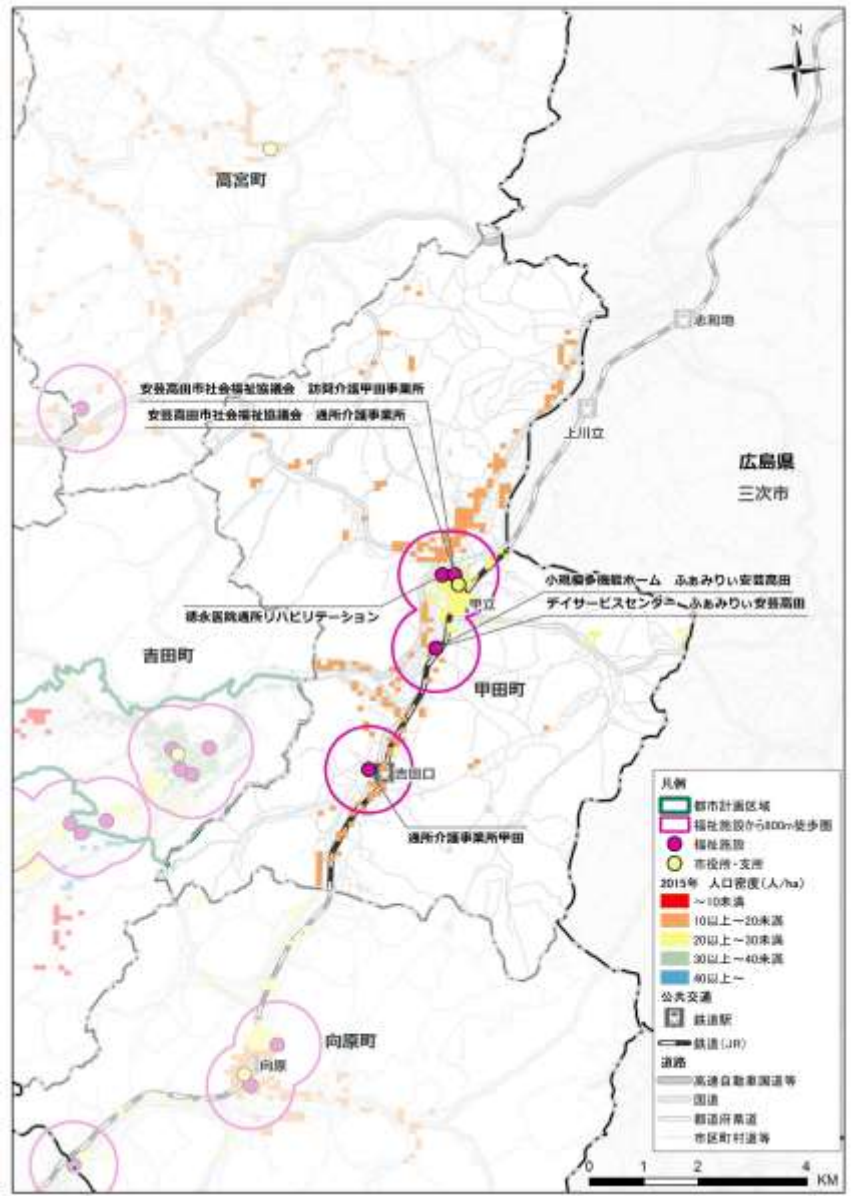 N
高宮町
志和地
安芸高田市社会福祉協議会 訪問介護甲田事業所
安芸高田市社会福祉協議会 通所介護事業所
上川立
広島県
三次市
小規模多機能ホーム ふぁみりぃ安芸高田
デイサービスセンター ふぁみりぃ安芸高田
甲立
徳永医院通所リハビリテーション
吉田町
甲田町
吉田口
通所介護事業所甲田
向原町
向原
凡例
都市計画区域
福祉施設から800m徒歩圏
福祉施設
市役所・支所
2015年 人口密度(人/ha)
～10未満
10以上～20未満
20以上～30未満
30以上～40未満
40以上～
公共交通
鉄道駅
鉄道(JR)
道路
高速自動車国道等
国道
都道府県道
市区町村道等
0 1 2 4
KM